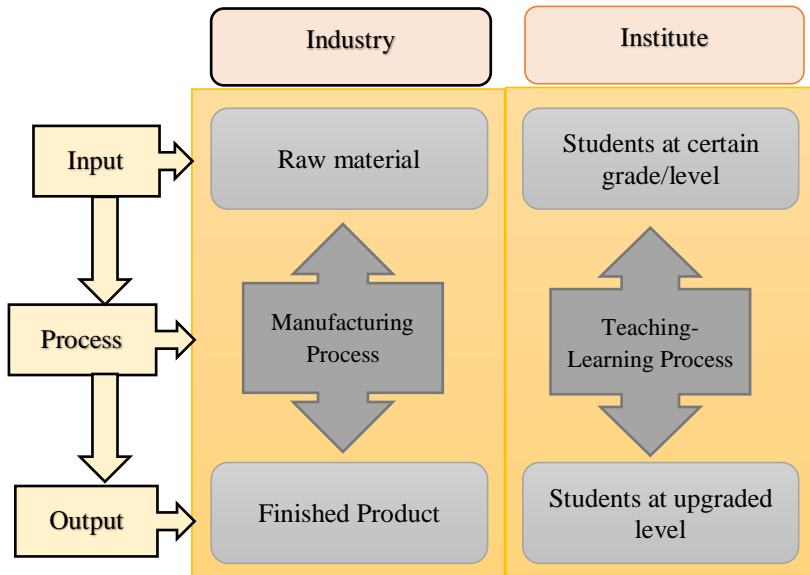 Industry
Institute
Input
Raw material
Students at certain
grade/level
Process
Manufacturing
Process
Teaching-
Learning Process
Output
Finished Product
Students at upgraded
level